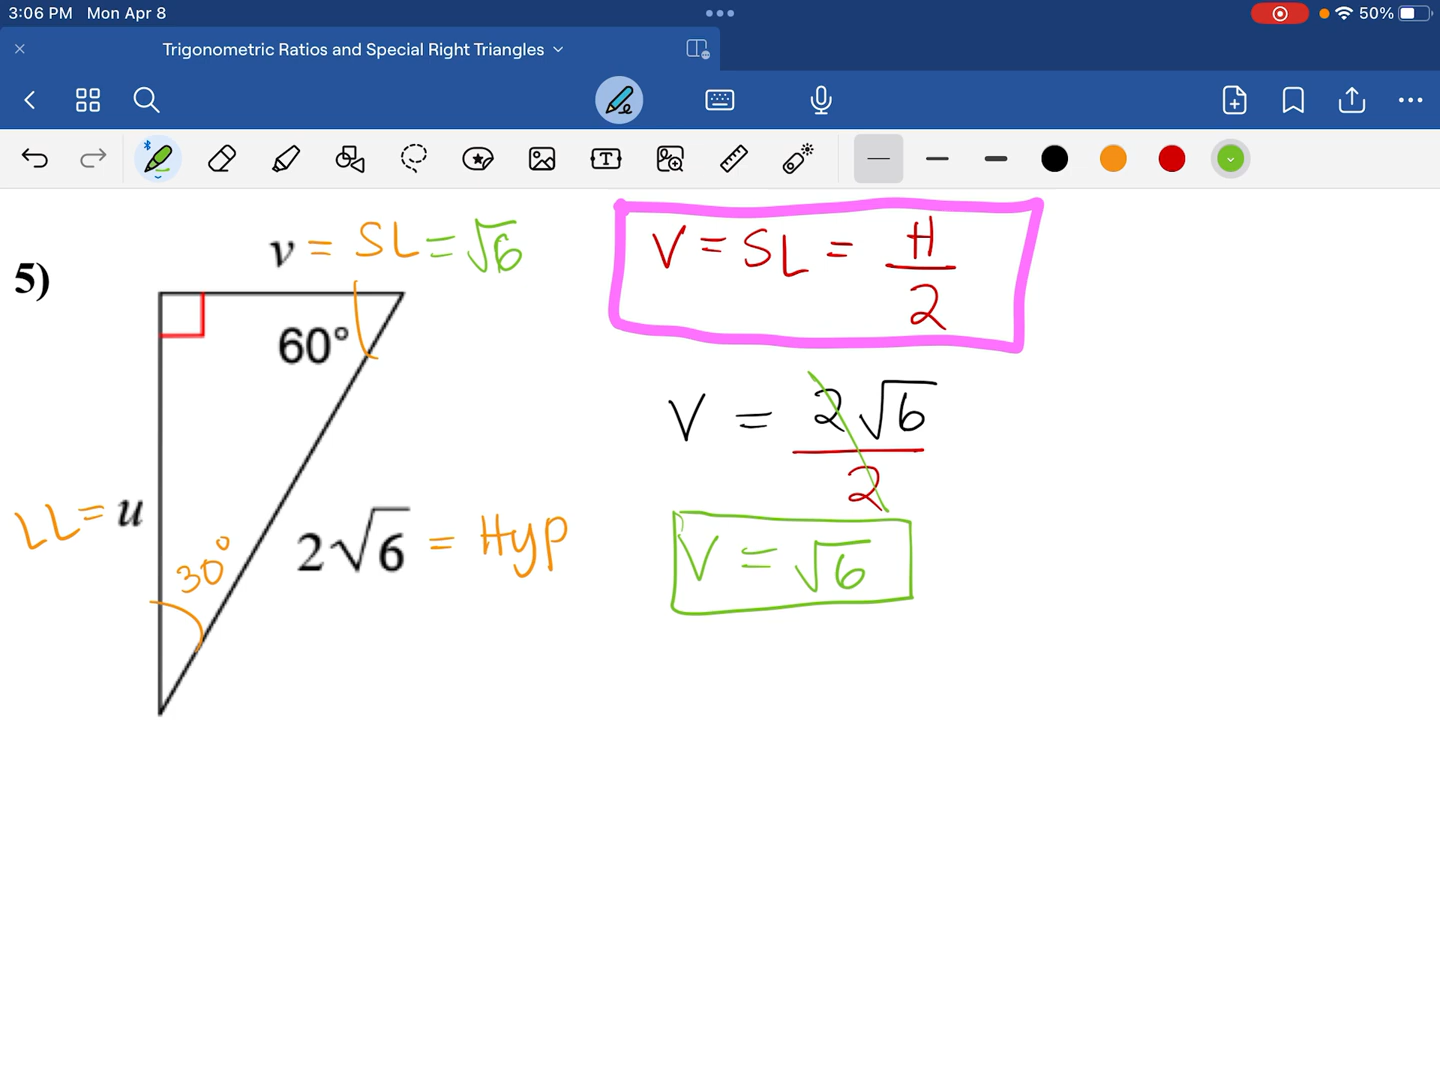 3:06 PM Mon Apr 8
50%
Trigonometric Ratios and Special Right Triangles
5)
v = SL = √6
60°
LL = u
30°
2√6 = Hyp
V = SL = H/2
V = 2√6/2
V = √6